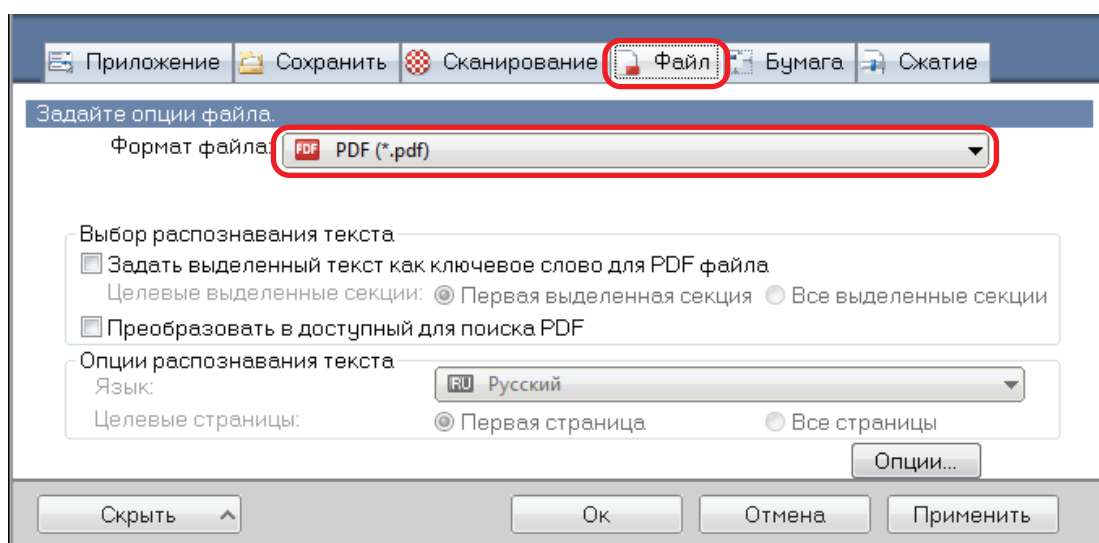 Приложение Сохранить Сканирование Файл Бумага Сжатие
Задайте опции файла.
Формат файла: PDF PDF (*.pdf)
Выбор распознавания текста
Задать выделенный текст как ключевое слово для PDF файла
Целевые выделенные секции: Первая выделенная секция Все выделенные секции
Преобразовать в доступный для поиска PDF
Опции распознавания текста
Язык: RU Русский
Целевые страницы: Первая страница Все страницы
Опции...
Скрыть Ок Отмена Применить